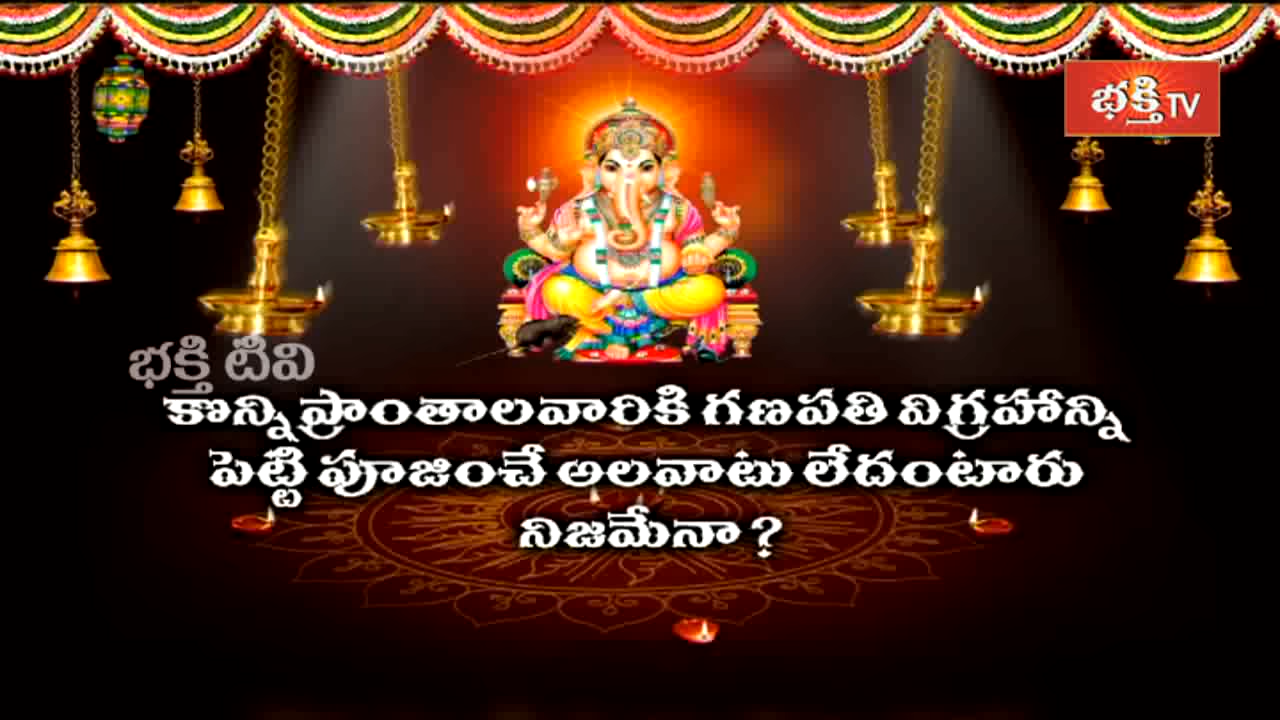 భక్తి TV
భక్తి టీవి
కొన్ని ప్రాంతాలవారికి గణపతి విగ్రహాన్ని
పెట్టి పూజించే అలవాటు లేదంటారు
నిజమేనా ?